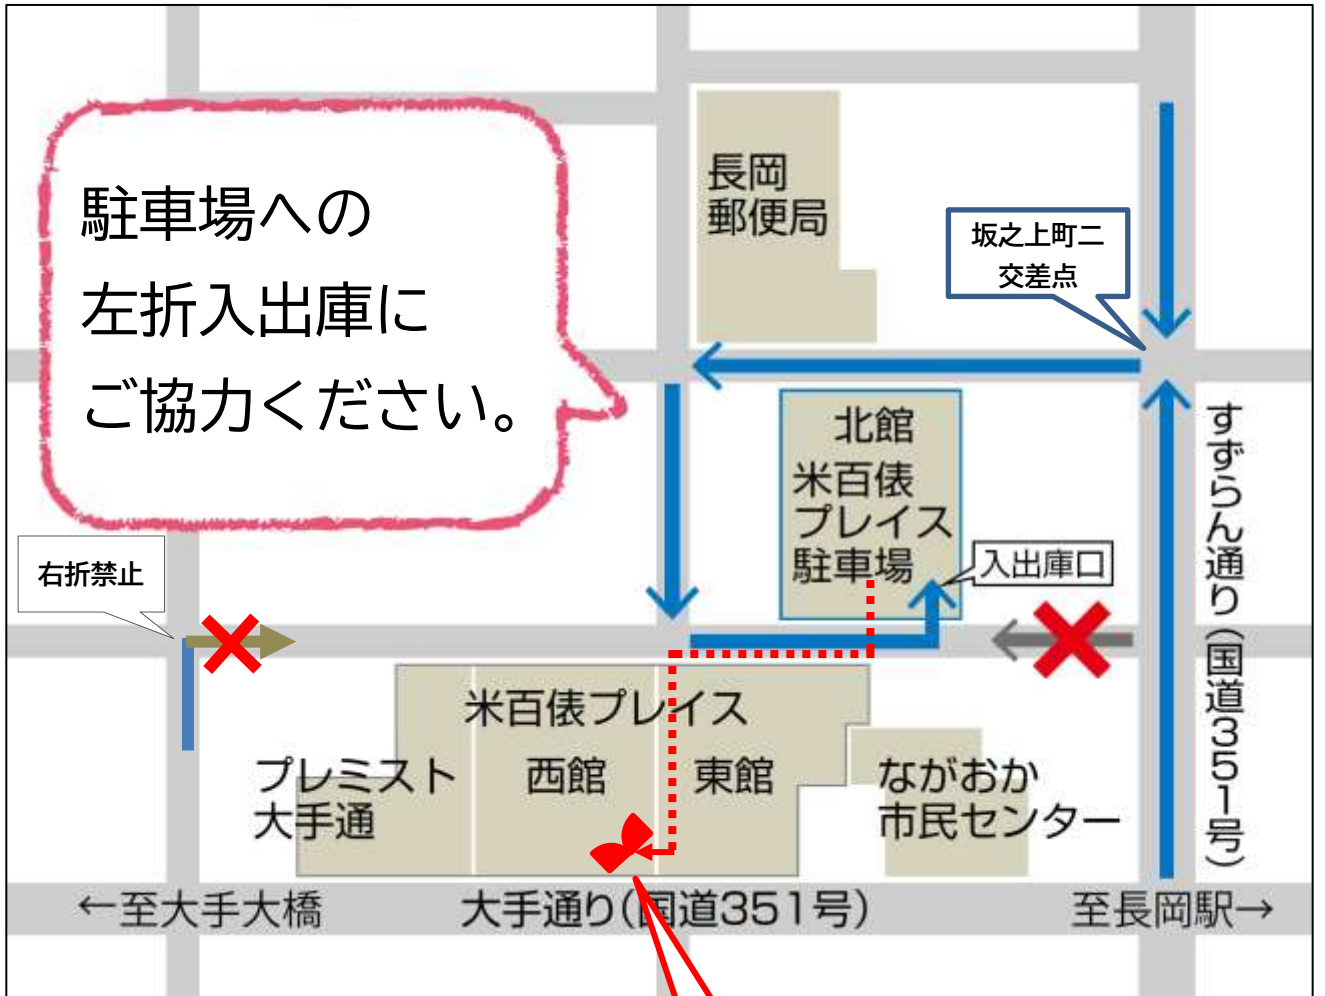 駐車場への
左折入出庫に
ご協力ください。
長岡
郵便局
坂之上町二
交差点
北館
米百俵
プレイス
駐車場
入出庫口
すずらん通り(国道351号)
右折禁止
米百俵プレイス
西館
東館
プレミスト
大手通
ながおか
市民センター
←至大手大橋
大手通り(国道351号)
至長岡駅→